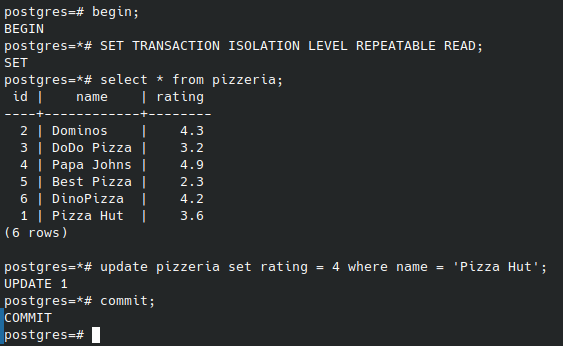 postgres=# begin;
BEGIN
postgres=*# SET TRANSACTION ISOLATION LEVEL REPEATABLE READ;
SET
postgres=*# select * from pizzeria;
 id |    name    | rating
----+------------+--------
  2 | Dominos    |    4.3
  3 | DoDo Pizza |    3.2
  4 | Papa Johns |    4.9
  5 | Best Pizza |    2.3
  6 | DinoPizza  |    4.2
  1 | Pizza Hut  |    3.6
(6 rows)

postgres=*# update pizzeria set rating = 4 where name = 'Pizza Hut';
UPDATE 1
postgres=*# commit;
COMMIT
postgres=#